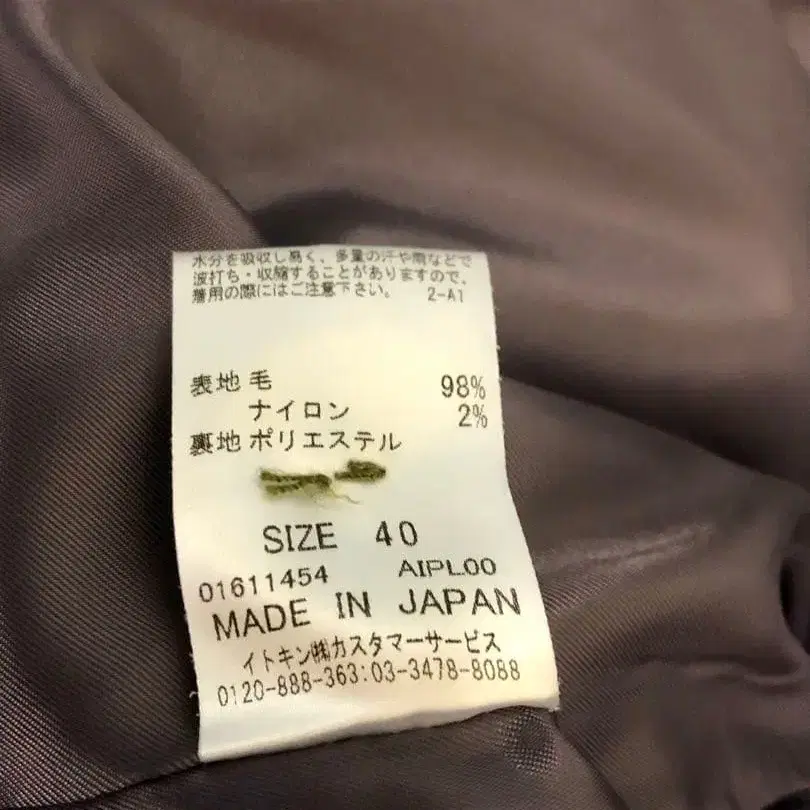 水分を吸収し易く、多量の汗や雨などで
波打ち・収縮することがありますので、
着用の際にはご注意下さい。 2-A1
表地 毛 98%
ナイロン 2%
裏地 ポリエステル
SIZE 40
01611454 AIPL00
MADE IN JAPAN
イトキン㈱カスタマーサービス
0120-888-363:03-3478-8088